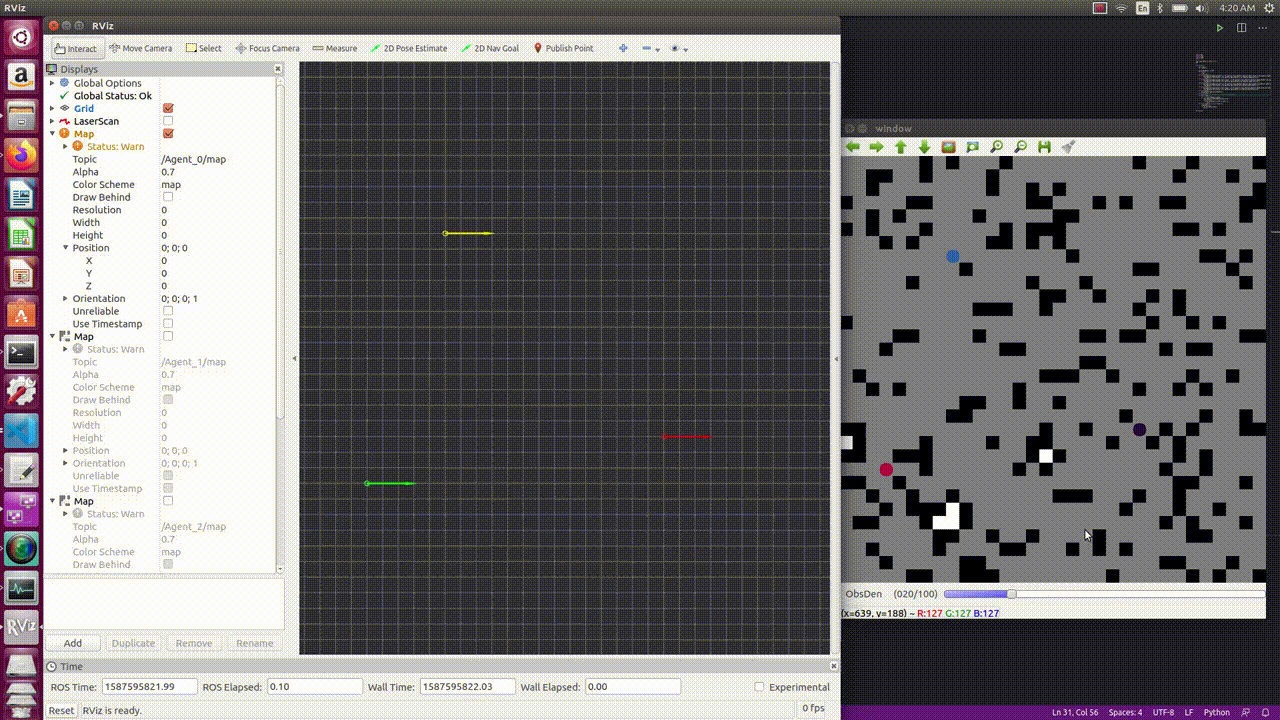 RViz
En
4:20 AM
RViz
Interact
Move Camera
Select
Focus Camera
Measure
2D Pose Estimate
2D Nav Goal
Publish Point
Displays
Global Options
Global Status: Ok
Grid
LaserScan
Map
Status: Warn
Topic /Agent_0/map
Alpha 0.7
Color Scheme map
Draw Behind
Resolution 0
Width 0
Height 0
Position 0; 0; 0
X 0
Y 0
Z 0
Orientation 0; 0; 0; 1
Unreliable
Use Timestamp
Map
Status: Warn
Topic /Agent_1/map
Alpha 0.7
Color Scheme map
Draw Behind
Resolution 0
Width 0
Height 0
Position 0; 0; 0
Orientation 0; 0; 0; 1
Unreliable
Use Timestamp
Map
Status: Warn
Topic /Agent_2/map
Alpha 0.7
Color Scheme map
Draw Behind
Add
Duplicate
Remove
Rename
Time
ROS Time: 1587595821.99
ROS Elapsed: 0.10
Wall Time: 1587595822.03
Wall Elapsed: 0.00
Experimental
Reset
RViz is ready.
0 fps
window
ObsDen (020/100)
(x=639, y=188) ~ R:127 G:127 B:127
Ln 31, Col 56
Spaces: 4
UTF-8
LF
Python